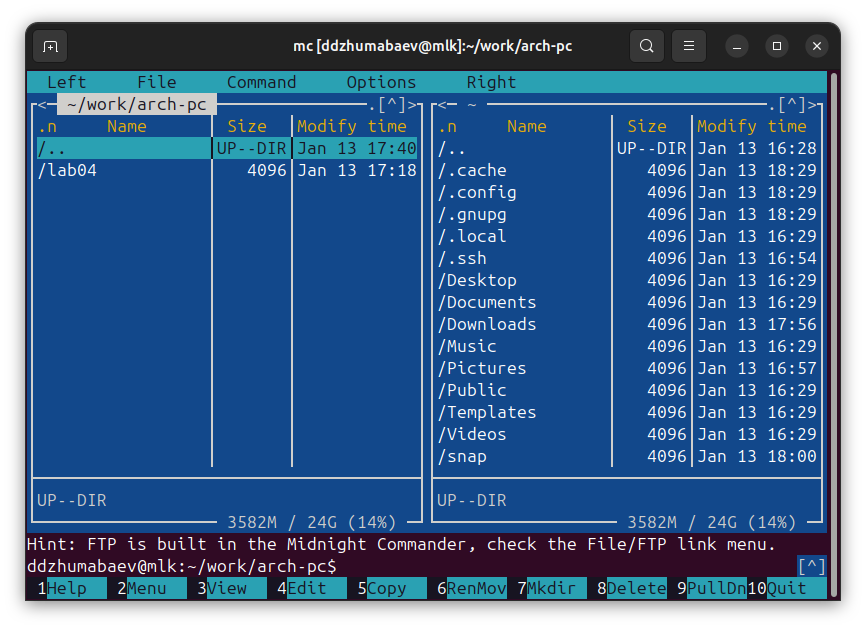 mc [ddzhumabaev@mlk]:~/work/arch-pc
Left File Command Options Right
<- ~/work/arch-pc .[^]> <- ~ .[^]>
.n Name Size Modify time .n Name Size Modify time
/.. UP--DIR Jan 13 17:40 /.. UP--DIR Jan 13 16:28
/lab04 4096 Jan 13 17:18 /.cache 4096 Jan 13 18:29
/.config 4096 Jan 13 18:29
/.gnupg 4096 Jan 13 18:29
/.local 4096 Jan 13 16:29
/.ssh 4096 Jan 13 16:54
/Desktop 4096 Jan 13 16:29
/Documents 4096 Jan 13 16:29
/Downloads 4096 Jan 13 17:56
/Music 4096 Jan 13 16:29
/Pictures 4096 Jan 13 16:57
/Public 4096 Jan 13 16:29
/Templates 4096 Jan 13 16:29
/Videos 4096 Jan 13 16:29
/snap 4096 Jan 13 18:00
UP--DIR UP--DIR
3582M / 24G (14%) 3582M / 24G (14%)
Hint: FTP is built in the Midnight Commander, check the File/FTP link menu.
ddzhumabaev@mlk:~/work/arch-pc$ [^]
1Help 2Menu 3View 4Edit 5Copy 6RenMov 7Mkdir 8Delete 9PullDn 10Quit